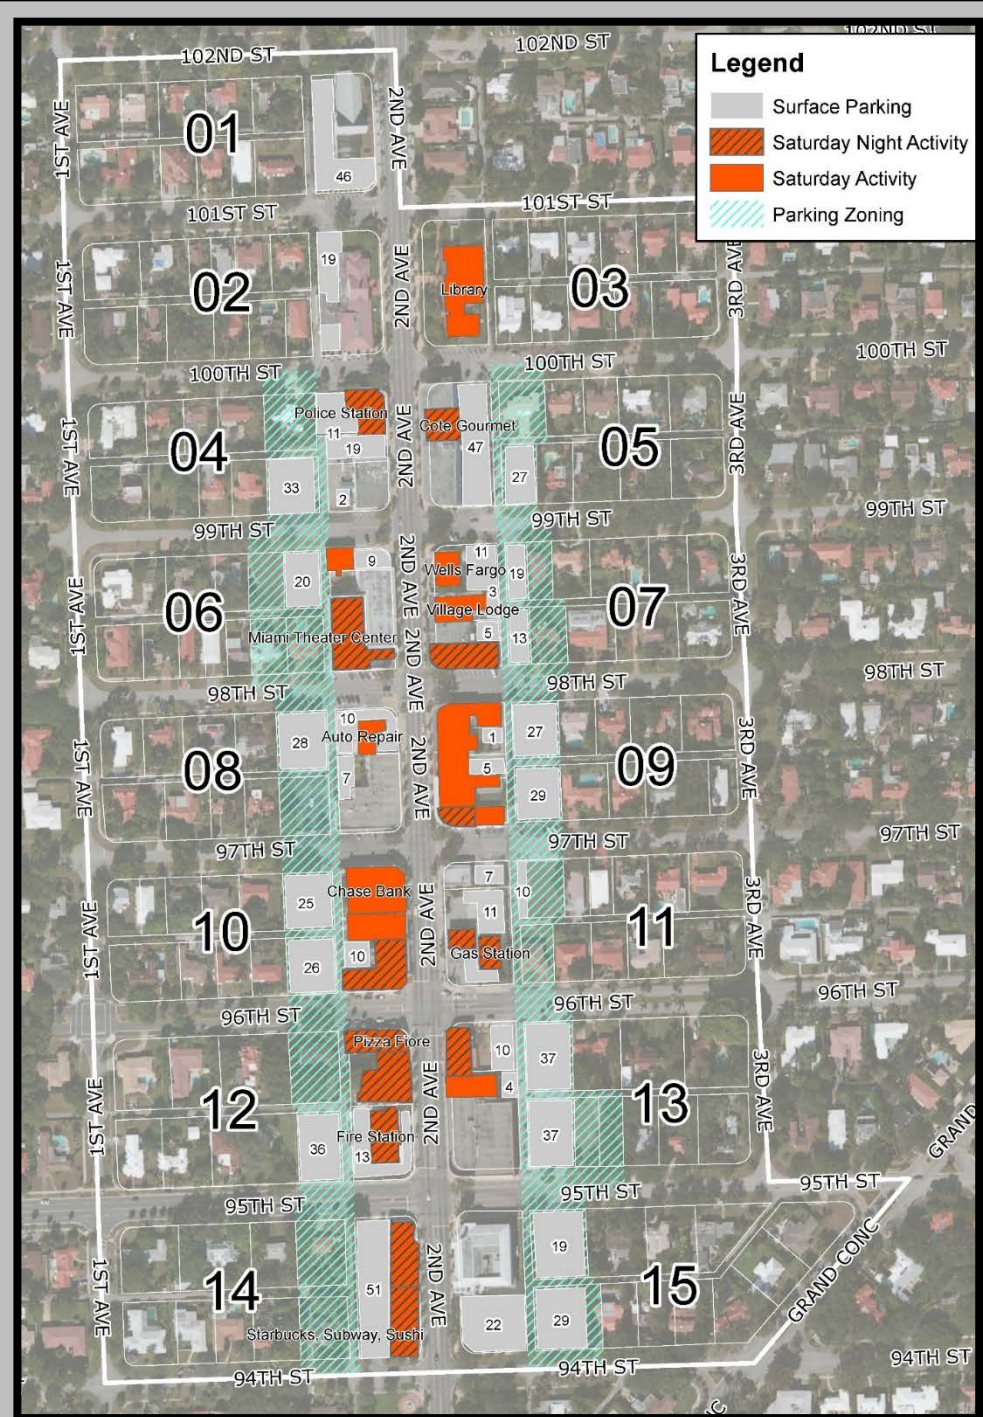 102ND ST
102ND ST
102ND ST
Legend
Surface Parking
Saturday Night Activity
Saturday Activity
Parking Zoning
1ST AVE
01
46
2ND AVE
101ST ST
101ST ST
1ST AVE
02
19
2ND AVE
Library
03
3RD AVE
100TH ST
100TH ST
100TH ST
1ST AVE
04
Police Station
11
19
33
2
2ND AVE
Cote Gourmet
47
27
05
3RD AVE
99TH ST
99TH ST
99TH ST
1ST AVE
06
20
9
Miami Theater Center
2ND AVE
2ND AVE
11
Wells Fargo
19
3
Village Lodge
5
13
07
3RD AVE
98TH ST
98TH ST
98TH ST
1ST AVE
08
28
10
Auto Repair
7
2ND AVE
1
27
5
29
09
3RD AVE
97TH ST
97TH ST
97TH ST
1ST AVE
10
25
Chase Bank
26
10
2ND AVE
7
10
11
Gas Station
11
3RD AVE
96TH ST
96TH ST
96TH ST
1ST AVE
12
Pizza Fiore
36
Fire Station
13
2ND AVE
10
37
4
37
13
3RD AVE
GRAND
95TH ST
95TH ST
95TH ST
1ST AVE
14
51
Starbucks, Subway, Sushi
2ND AVE
19
22
29
15
GRAND CONC
94TH ST
94TH ST
94TH ST